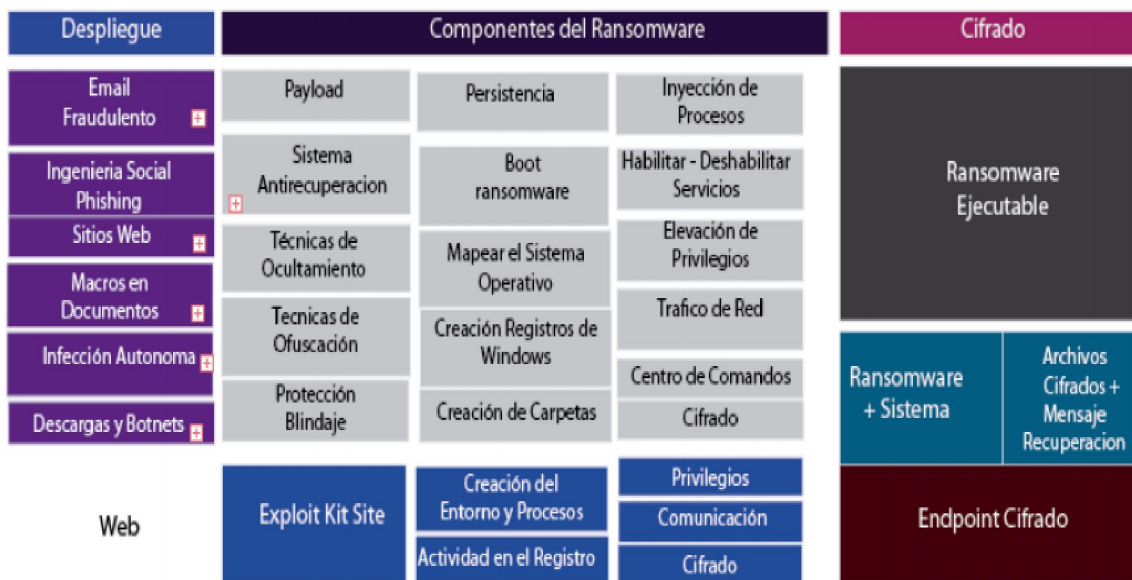 Despliegue
Componentes del Ransomware
Cifrado
Email
Fraudulento
Ingenieria Social
Phishing
Sitios Web
Macros en
Documentos
Infección Autonoma
Descargas y Botnets
Web
Payload
Sistema
Antirecuperacion
Técnicas de
Ocultamiento
Tecnicas de
Ofuscación
Protección
Blindaje
Exploit Kit Site
Persistencia
Boot
ransomware
Mapear el Sistema
Operativo
Creación Registros de
Windows
Creación de Carpetas
Creación del
Entorno y Procesos
Actividad en el Registro
Inyección de
Procesos
Habilitar - Deshabilitar
Servicios
Elevación de
Privilegios
Trafico de Red
Centro de Comandos
Cifrado
Privilegios
Comunicación
Cifrado
Ransomware
Ejecutable
Ransomware
+ Sistema
Archivos
Cifrados +
Mensaje
Recuperacion
Endpoint Cifrado